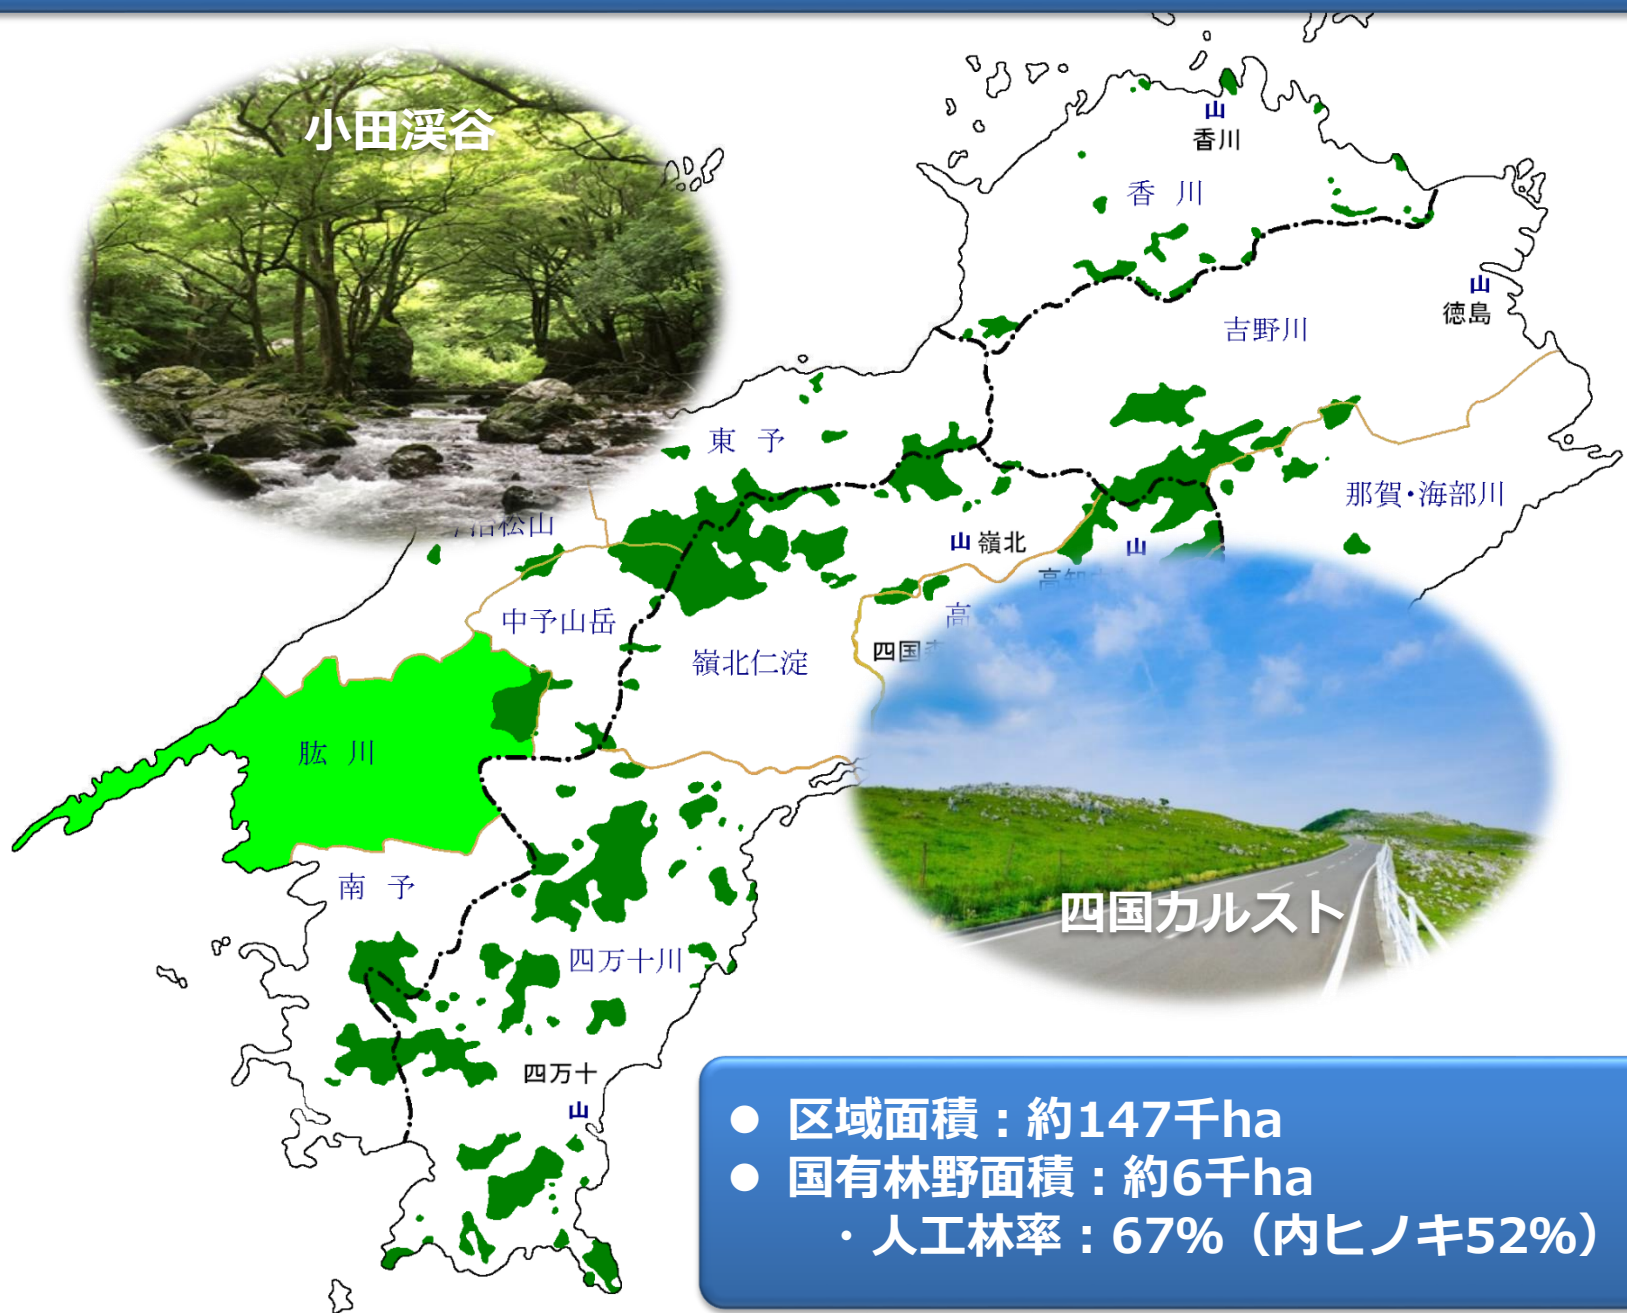 小田渓谷
山
香川
香 川
山
徳島
吉野川
東 予
那賀・海部川
松山
山 嶺北
山
中予山岳
高
四国
嶺北仁淀
肱 川
四国カルスト
南 予
四万十川
四万十
山
● 区域面積：約147千ha
● 国有林野面積：約6千ha
・人工林率：67%（内ヒノキ52%）